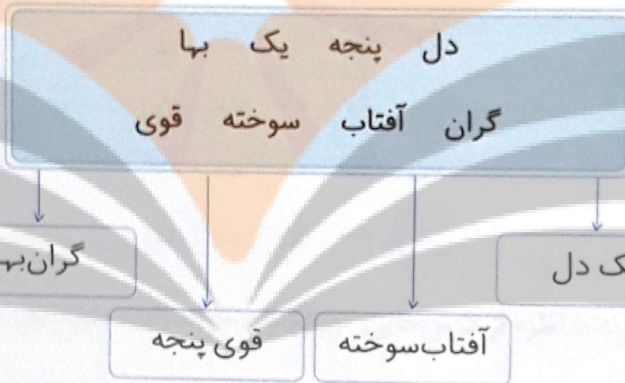 دل پنجه یک بها
گران آفتاب سوخته قوی
ک دل
آفتاب‌سوخته
قوی پنجه
گران‌به